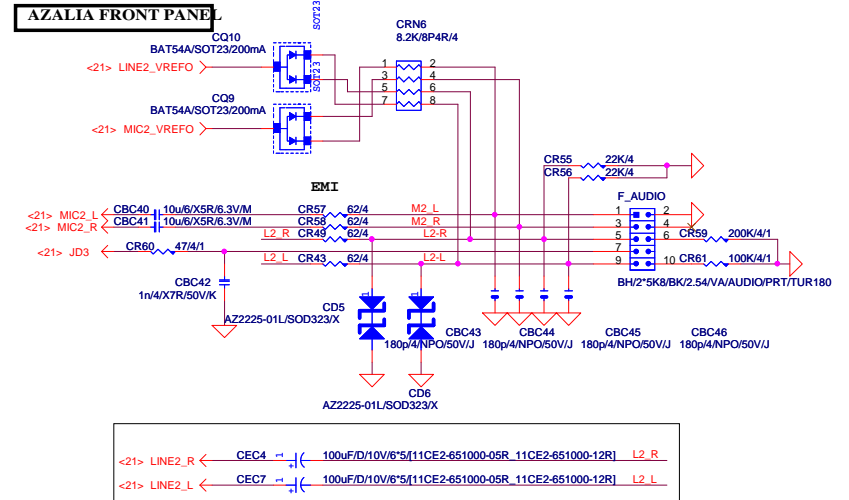 AZALIA FRONT PANEL
SOT23
CQ10
BAT54A/SOT23/200mA
<21> LINE2_VREFO
SOT23
CQ9
BAT54A/SOT23/200mA
<21> MIC2_VREFO
CRN6
8.2K/8P4R/4
1 2
3 4
5 6
7 8
CR55 22K/4
CR56 22K/4
EMI
F_AUDIO
<21> MIC2_L CBC40 10u/6/X5R/6.3V/M CR57 62/4 M2_L
<21> MIC2_R CBC41 10u/6/X5R/6.3V/M CR58 62/4 M2_R
L2_R CR49 62/4 L2-R
<21> JD3 CR60 47/4/1
L2_L CR43 62/4 L2-L
1 2
3 4
5 6 CR59 200K/4/1
7
9 10 CR61 100K/4/1
BH/2*5K8/BK/2.54/VA/AUDIO/PRT/TUR180
CBC42
1n/4/X7R/50V/K
CD5
AZ2225-01L/SOD323/X
CBC43
180p/4/NPO/50V/J
CBC44
180p/4/NPO/50V/J
CBC45
180p/4/NPO/50V/J
CBC46
180p/4/NPO/50V/J
CD6
AZ2225-01L/SOD323/X
<21> LINE2_R CEC4 1 + 100uF/D/10V/6*5/[11CE2-651000-05R_11CE2-651000-12R] L2_R
<21> LINE2_L CEC7 1 + 100uF/D/10V/6*5/[11CE2-651000-05R_11CE2-651000-12R] L2_L